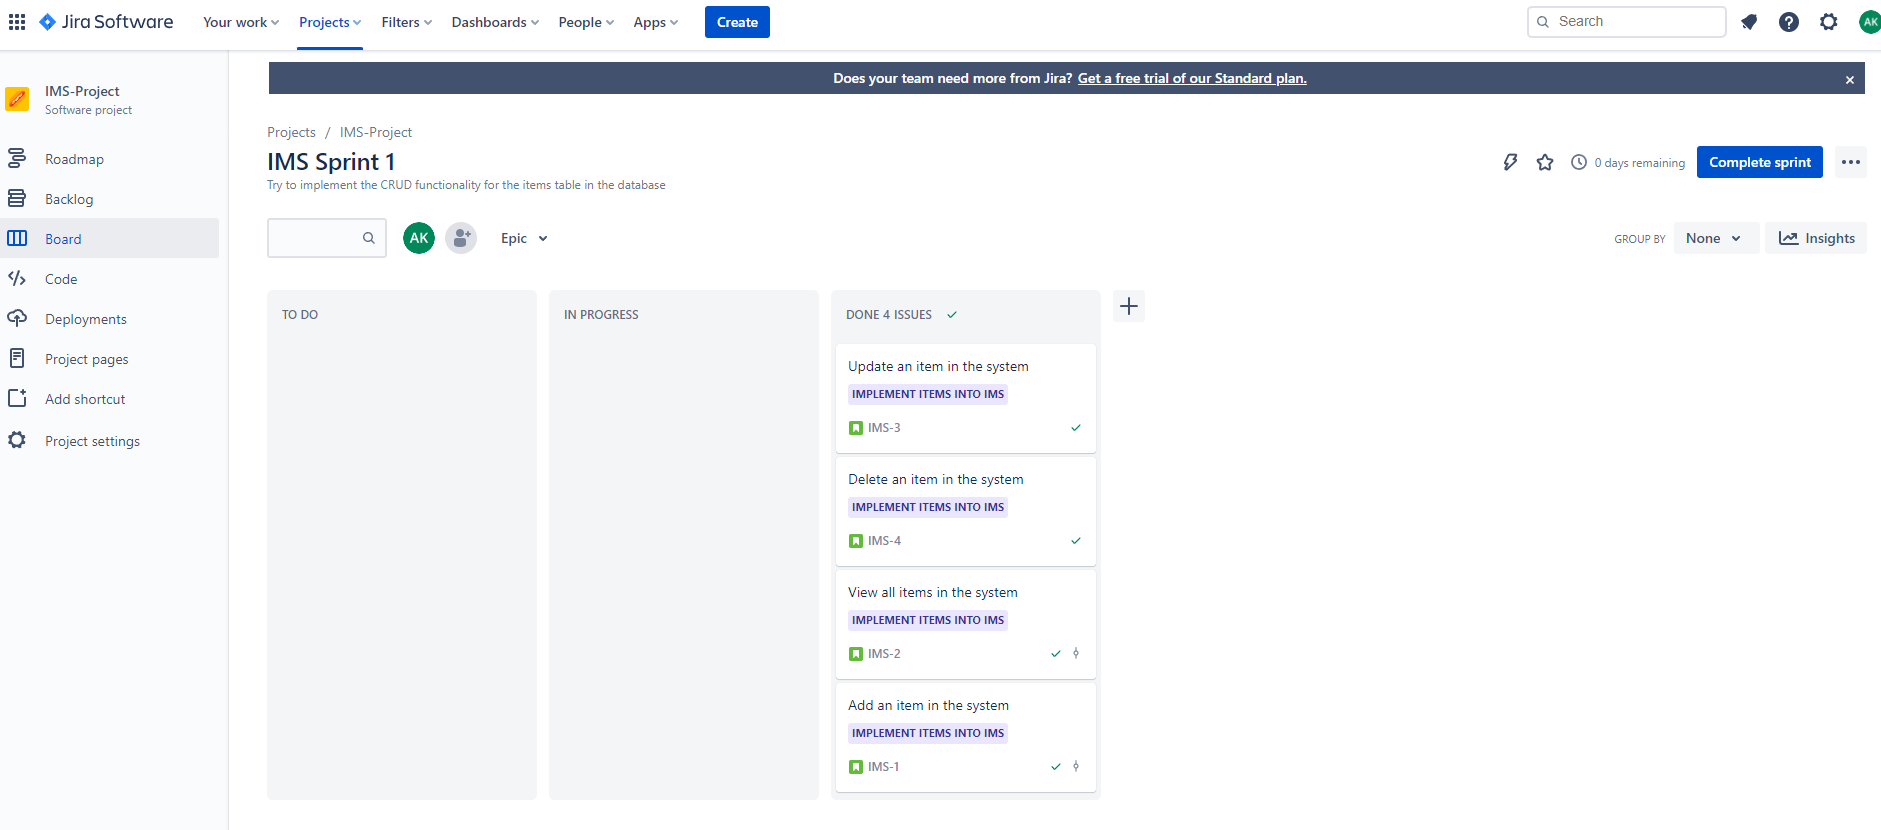 Jira Software Your work Projects Filters Dashboards People Apps Create Search AK
Does your team need more from Jira? Get a free trial of our Standard plan. ×
IMS-Project
Software project
Roadmap
Backlog
Board
Code
Deployments
Project pages
Add shortcut
Project settings
Projects / IMS-Project
IMS Sprint 1
Try to implement the CRUD functionality for the items table in the database
0 days remaining Complete sprint
AK Epic
GROUP BY None Insights
TO DO
IN PROGRESS
DONE 4 ISSUES
Update an item in the system
IMPLEMENT ITEMS INTO IMS
IMS-3
Delete an item in the system
IMPLEMENT ITEMS INTO IMS
IMS-4
View all items in the system
IMPLEMENT ITEMS INTO IMS
IMS-2
Add an item in the system
IMPLEMENT ITEMS INTO IMS
IMS-1